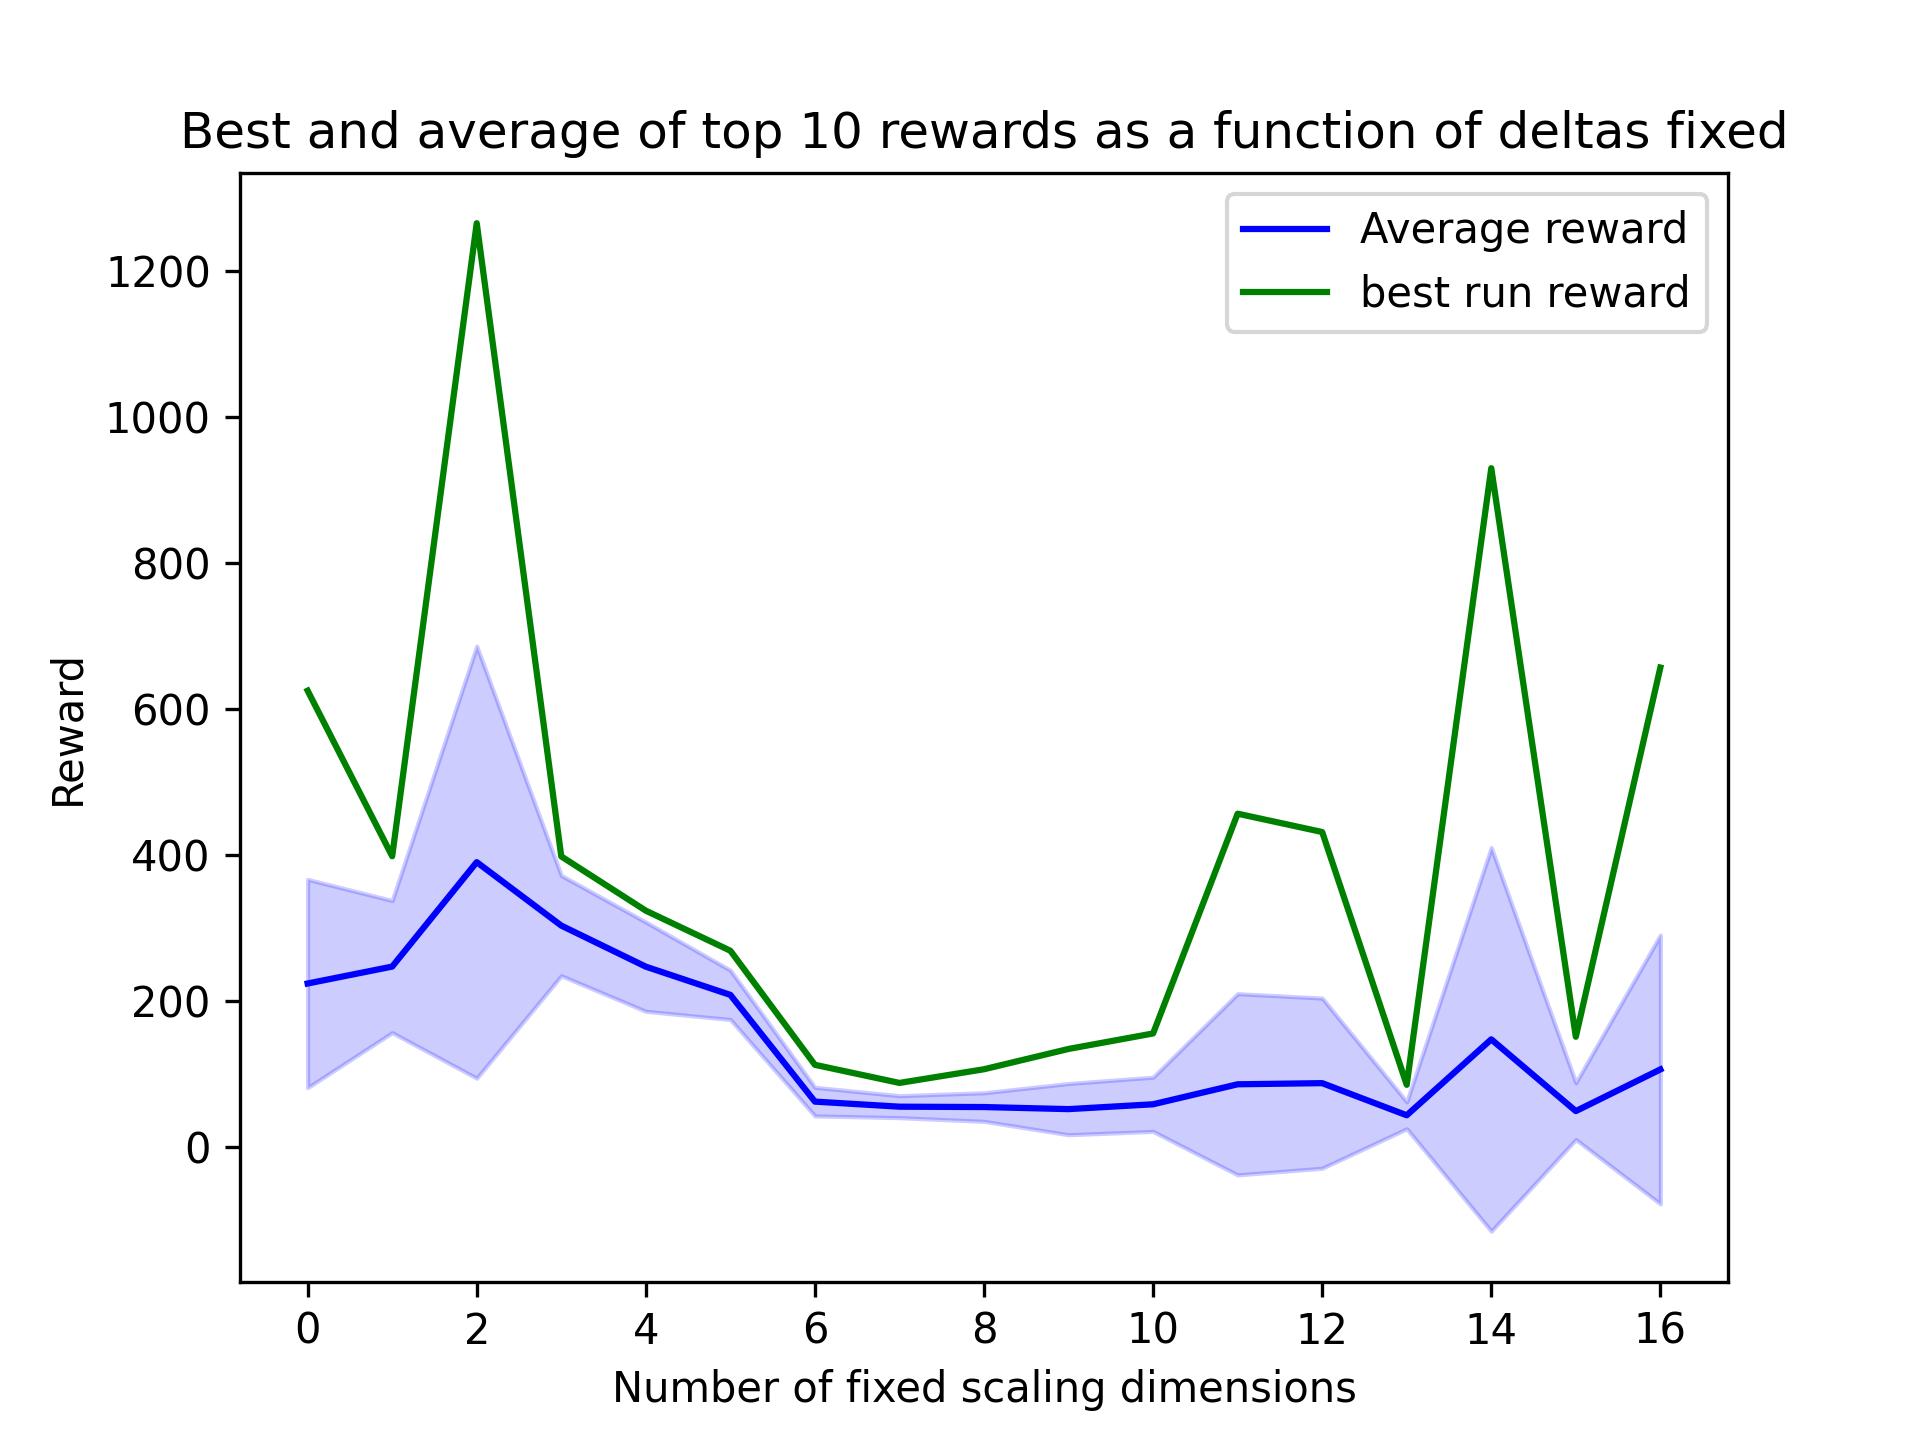 Best and average of top 10 rewards as a function of deltas fixed
Average reward
best run reward
1200
1000
800
600
400
200
0
Reward
0 2 4 6 8 10 12 14 16
Number of fixed scaling dimensions